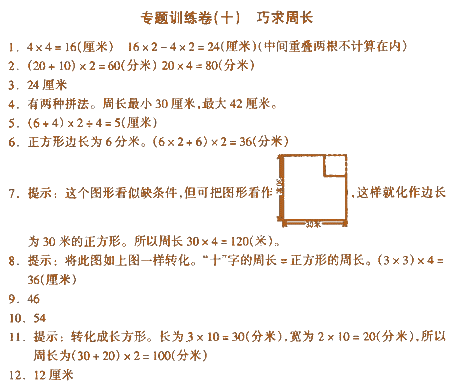 专题训练卷(十) 巧求周长
1. 4×4=16(厘米) 16×2-4×2=24(厘米)(中间重叠两根不计算在内)
2. (20+10)×2=60(分米) 20×4=80(分米)
3. 24厘米
4. 有两种拼法。周长最小30厘米,最大42厘米。
5. (6+4)×2÷4=5(厘米)
6. 正方形边长为6分米。(6×2+6)×2=36(分米)
7. 提示：这个图形看似缺条件,但可把图形看作 ,这样就化作边长
30米
30米
为30米的正方形。所以周长30×4=120(米)。
8. 提示：将此图如上图一样转化。“十”字的周长=正方形的周长。(3×3)×4=
36(厘米)
9. 46
10. 54
11. 提示：转化成长方形。长为3×10=30(分米),宽为2×10=20(分米),所以
周长为(30+20)×2=100(分米)
12. 12厘米